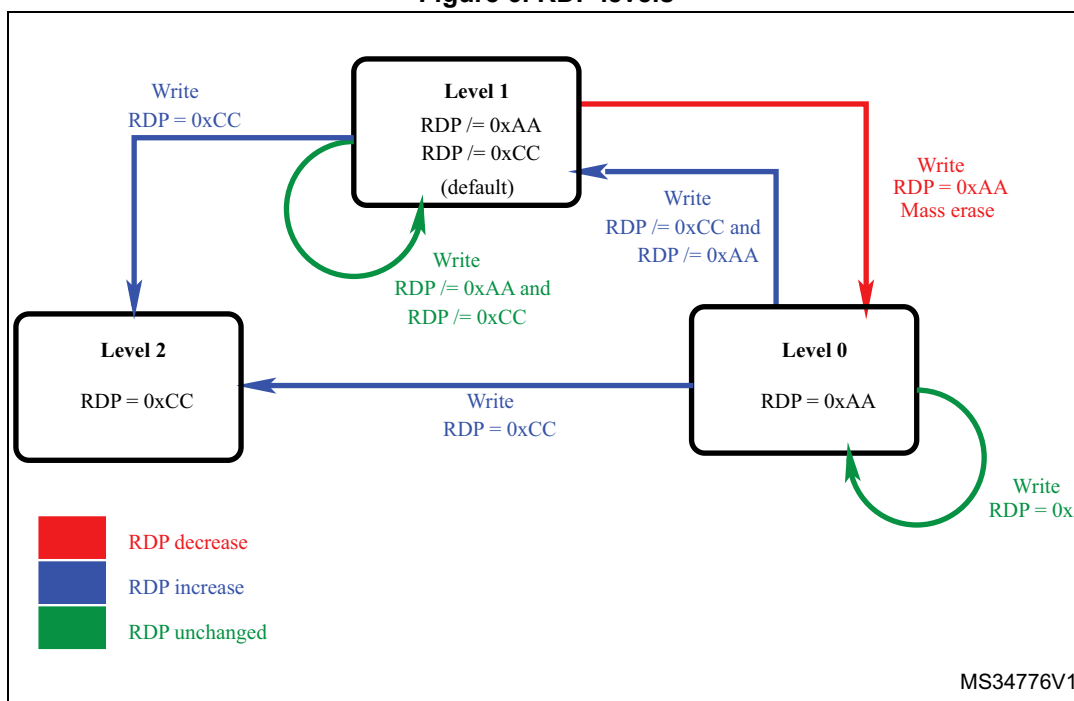 Write
RDP = 0xCC
Level 1
RDP /= 0xAA
RDP /= 0xCC
(default)
Write
RDP = 0xAA
Mass erase
Write
RDP /= 0xCC and
RDP /= 0xAA
Write
RDP /= 0xAA and
RDP /= 0xCC
Level 2
RDP = 0xCC
Level 0
RDP = 0xAA
Write
RDP = 0xCC
Write
RDP = 0x
RDP decrease
RDP increase
RDP unchanged
MS34776V1